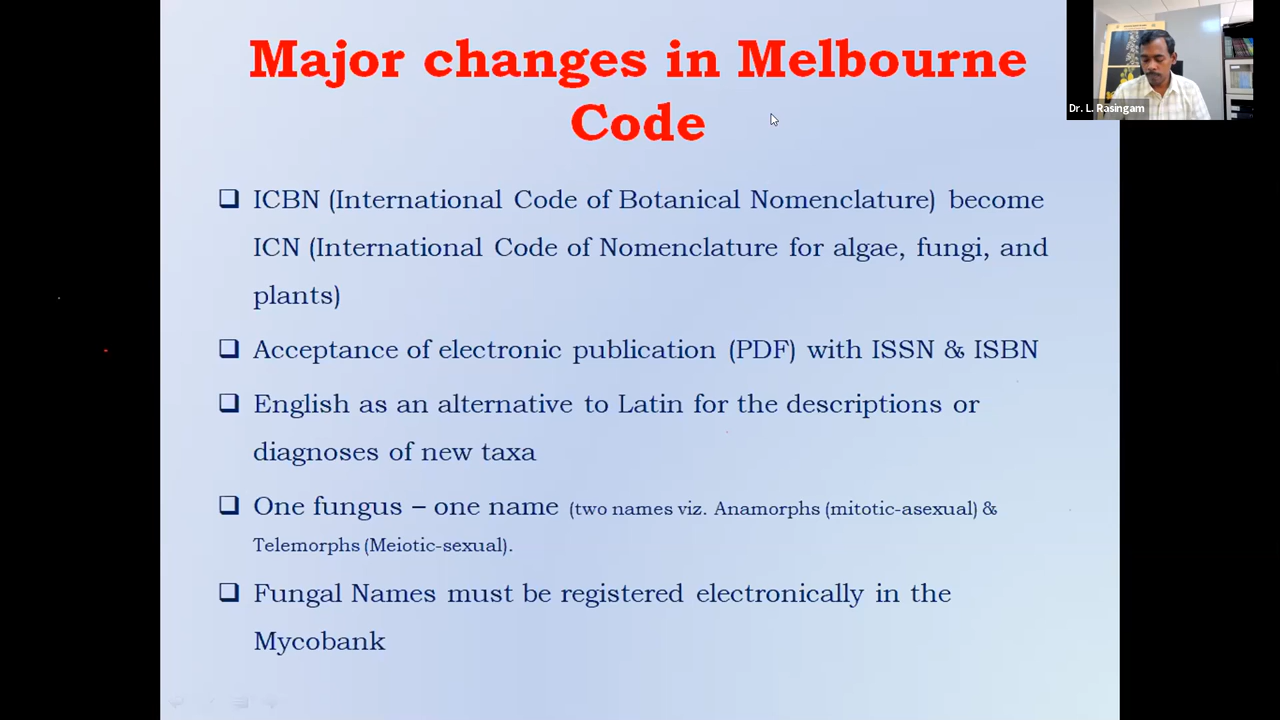 Major changes in Melbourne
Code
Dr. L. Rasingam
ICBN (International Code of Botanical Nomenclature) become
ICN (International Code of Nomenclature for algae, fungi, and
plants)
Acceptance of electronic publication (PDF) with ISSN & ISBN
English as an alternative to Latin for the descriptions or
diagnoses of new taxa
One fungus – one name (two names viz. Anamorphs (mitotic-asexual) &
Telemorphs (Meiotic-sexual).
Fungal Names must be registered electronically in the
Mycobank